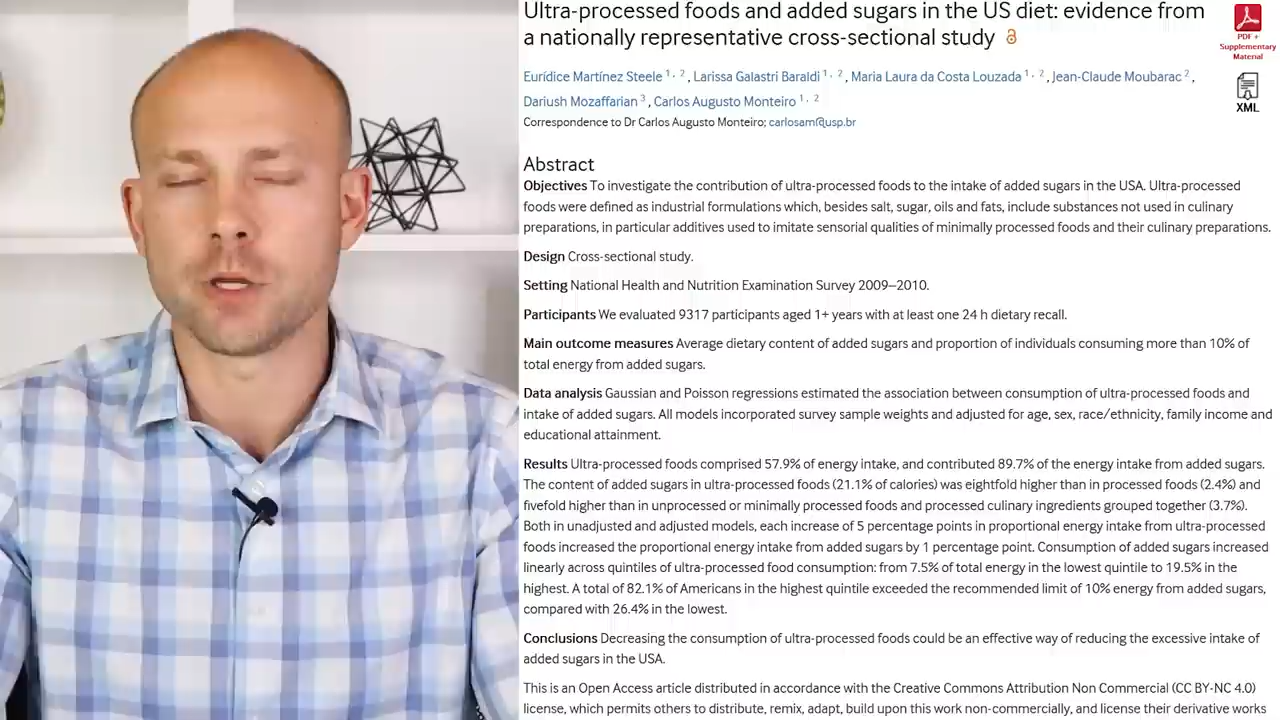 Ultra-processed foods and added sugars in the US diet: evidence from
a nationally representative cross-sectional study
PDF +
Supplementary
Material
XML
Eurídice Martínez Steele 1, 2, Larissa Galastri Baraldi 1, 2, Maria Laura da Costa Louzada 1, 2, Jean-Claude Moubarac 2,
Dariush Mozaffarian 3, Carlos Augusto Monteiro 1, 2
Correspondence to Dr Carlos Augusto Monteiro; carlosam@usp.br
Abstract
Objectives To investigate the contribution of ultra-processed foods to the intake of added sugars in the USA. Ultra-processed
foods were defined as industrial formulations which, besides salt, sugar, oils and fats, include substances not used in culinary
preparations, in particular additives used to imitate sensorial qualities of minimally processed foods and their culinary preparations.
Design Cross-sectional study.
Setting National Health and Nutrition Examination Survey 2009–2010.
Participants We evaluated 9317 participants aged 1+ years with at least one 24 h dietary recall.
Main outcome measures Average dietary content of added sugars and proportion of individuals consuming more than 10% of
total energy from added sugars.
Data analysis Gaussian and Poisson regressions estimated the association between consumption of ultra-processed foods and
intake of added sugars. All models incorporated survey sample weights and adjusted for age, sex, race/ethnicity, family income and
educational attainment.
Results Ultra-processed foods comprised 57.9% of energy intake, and contributed 89.7% of the energy intake from added sugars.
The content of added sugars in ultra-processed foods (21.1% of calories) was eightfold higher than in processed foods (2.4%) and
fivefold higher than in unprocessed or minimally processed foods and processed culinary ingredients grouped together (3.7%).
Both in unadjusted and adjusted models, each increase of 5 percentage points in proportional energy intake from ultra-processed
foods increased the proportional energy intake from added sugars by 1 percentage point. Consumption of added sugars increased
linearly across quintiles of ultra-processed food consumption: from 7.5% of total energy in the lowest quintile to 19.5% in the
highest. A total of 82.1% of Americans in the highest quintile exceeded the recommended limit of 10% energy from added sugars,
compared with 26.4% in the lowest.
Conclusions Decreasing the consumption of ultra-processed foods could be an effective way of reducing the excessive intake of
added sugars in the USA.
This is an Open Access article distributed in accordance with the Creative Commons Attribution Non Commercial (CC BY-NC 4.0)
license, which permits others to distribute, remix, adapt, build upon this work non-commercially, and license their derivative works